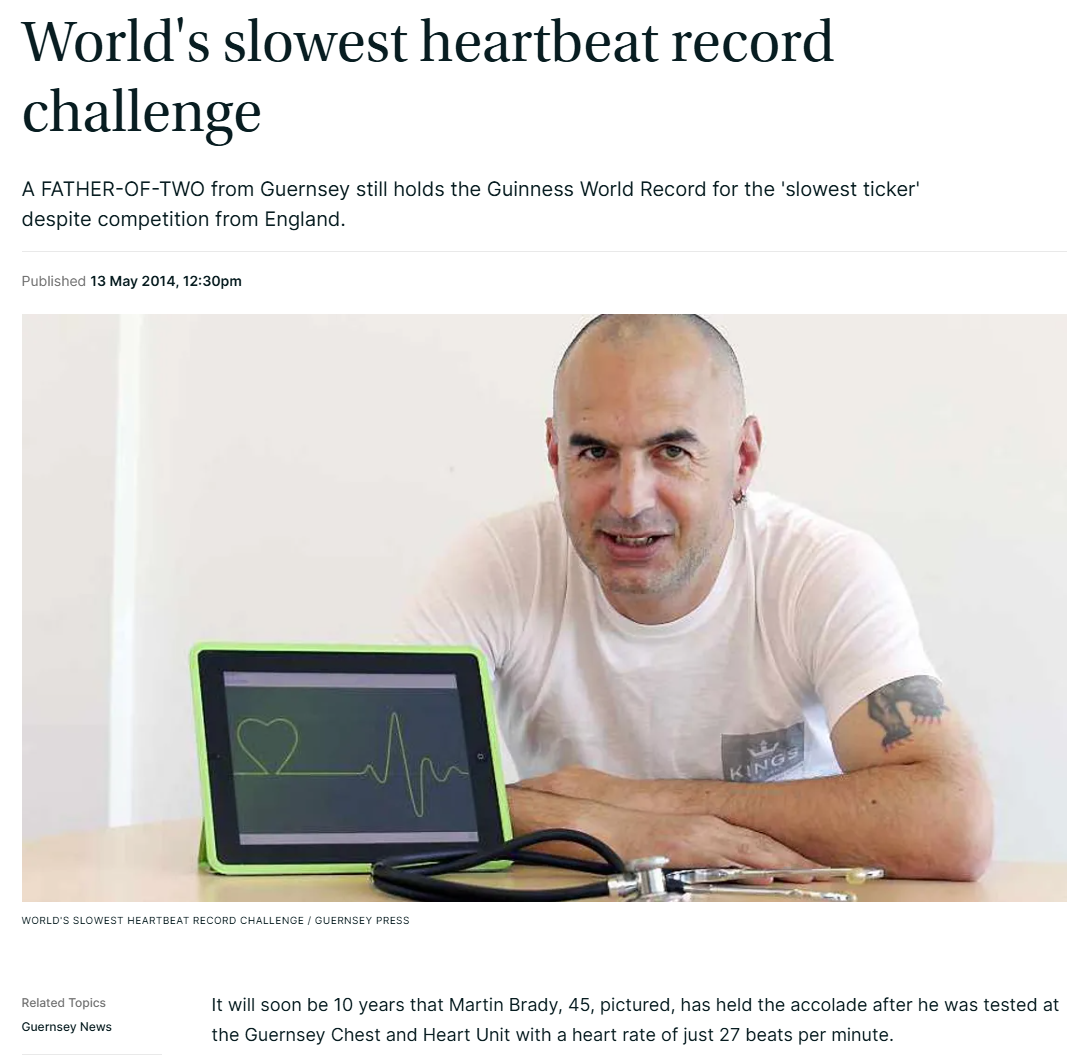 World's slowest heartbeat record
challenge
A FATHER-OF-TWO from Guernsey still holds the Guinness World Record for the 'slowest ticker'
despite competition from England.
Published 13 May 2014, 12:30pm
KINGS
WORLD'S SLOWEST HEARTBEAT RECORD CHALLENGE / GUERNSEY PRESS
Related Topics
Guernsey News
It will soon be 10 years that Martin Brady, 45, pictured, has held the accolade after he was tested at
the Guernsey Chest and Heart Unit with a heart rate of just 27 beats per minute.